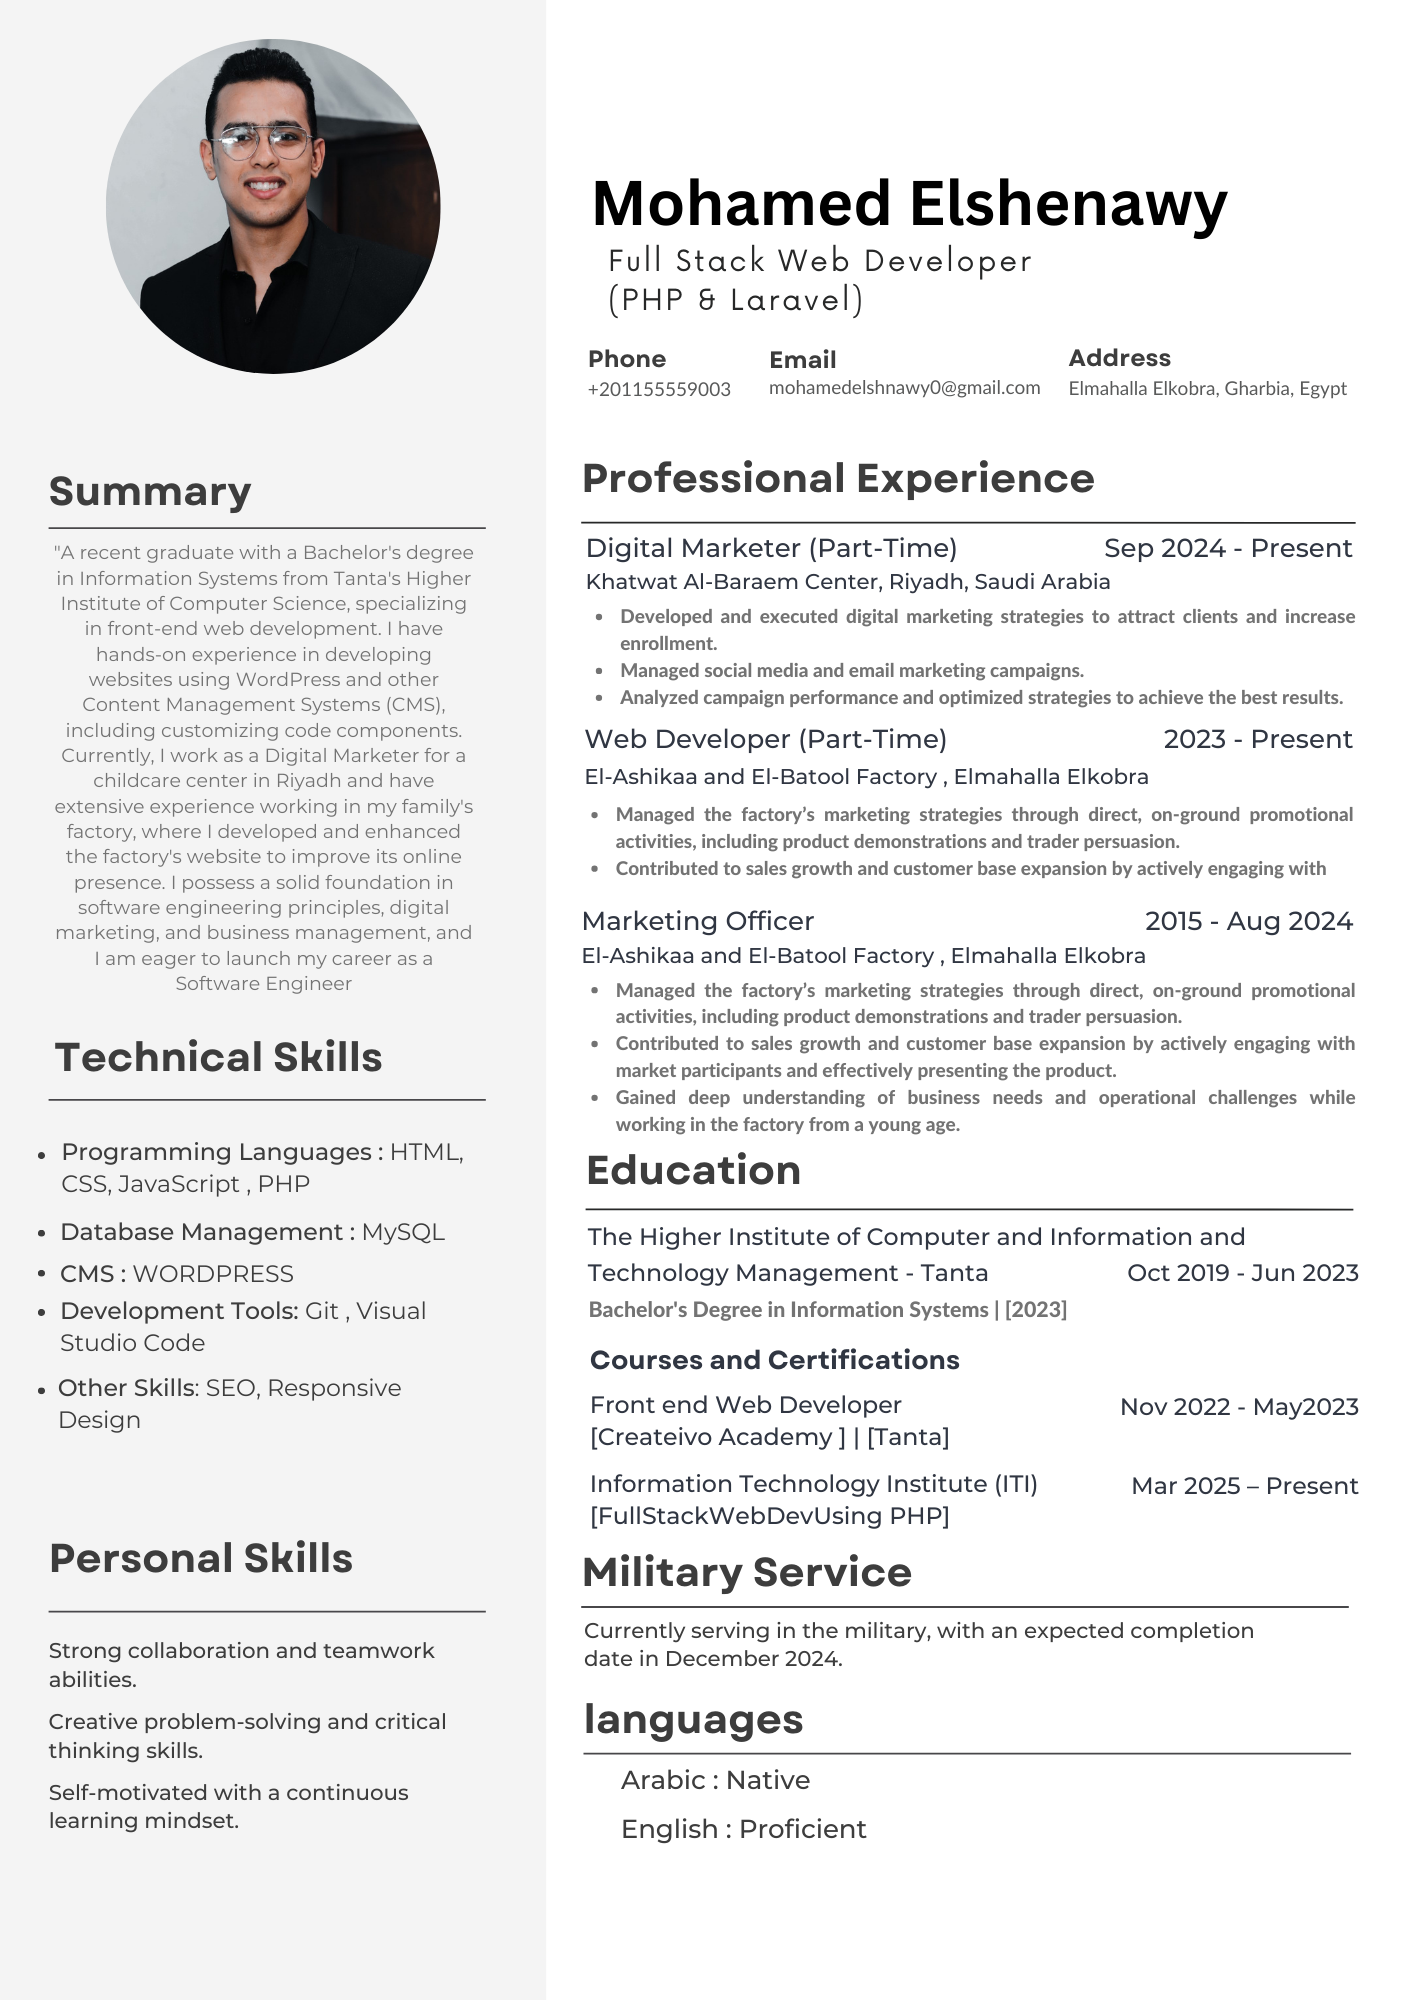 Mohamed Elshenawy
Full Stack Web Developer
(PHP & Laravel)
Phone
+201155559003
Email
mohamedelshnawy0@gmail.com
Address
Elmahalla Elkobra, Gharbia, Egypt
Summary
"A recent graduate with a Bachelor's degree
in Information Systems from Tanta's Higher
Institute of Computer Science, specializing
in front-end web development. I have
hands-on experience in developing
websites using WordPress and other
Content Management Systems (CMS),
including customizing code components.
Currently, I work as a Digital Marketer for a
childcare center in Riyadh and have
extensive experience working in my family's
factory, where I developed and enhanced
the factory's website to improve its online
presence. I possess a solid foundation in
software engineering principles, digital
marketing, and business management, and
I am eager to launch my career as a
Software Engineer
Technical Skills
• Programming Languages : HTML,
CSS, JavaScript , PHP
• Database Management : MySQL
• CMS : WORDPRESS
• Development Tools: Git , Visual
Studio Code
• Other Skills: SEO, Responsive
Design
Personal Skills
Strong collaboration and teamwork
abilities.
Creative problem-solving and critical
thinking skills.
Self-motivated with a continuous
learning mindset.
Professional Experience
Digital Marketer (Part-Time) Sep 2024 - Present
Khatwat Al-Baraem Center, Riyadh, Saudi Arabia
• Developed and executed digital marketing strategies to attract clients and increase
enrollment.
• Managed social media and email marketing campaigns.
• Analyzed campaign performance and optimized strategies to achieve the best results.
Web Developer (Part-Time) 2023 - Present
El-Ashikaa and El-Batool Factory , Elmahalla Elkobra
• Managed the factory’s marketing strategies through direct, on-ground promotional
activities, including product demonstrations and trader persuasion.
• Contributed to sales growth and customer base expansion by actively engaging with
Marketing Officer 2015 - Aug 2024
El-Ashikaa and El-Batool Factory , Elmahalla Elkobra
• Managed the factory’s marketing strategies through direct, on-ground promotional
activities, including product demonstrations and trader persuasion.
• Contributed to sales growth and customer base expansion by actively engaging with
market participants and effectively presenting the product.
• Gained deep understanding of business needs and operational challenges while
working in the factory from a young age.
Education
The Higher Institute of Computer and Information and
Technology Management - Tanta Oct 2019 - Jun 2023
Bachelor's Degree in Information Systems | [2023]
Courses and Certifications
Front end Web Developer Nov 2022 - May2023
[Createivo Academy ] | [Tanta]
Information Technology Institute (ITI) Mar 2025 – Present
[FullStackWebDevUsing PHP]
Military Service
Currently serving in the military, with an expected completion
date in December 2024.
languages
Arabic : Native
English : Proficient